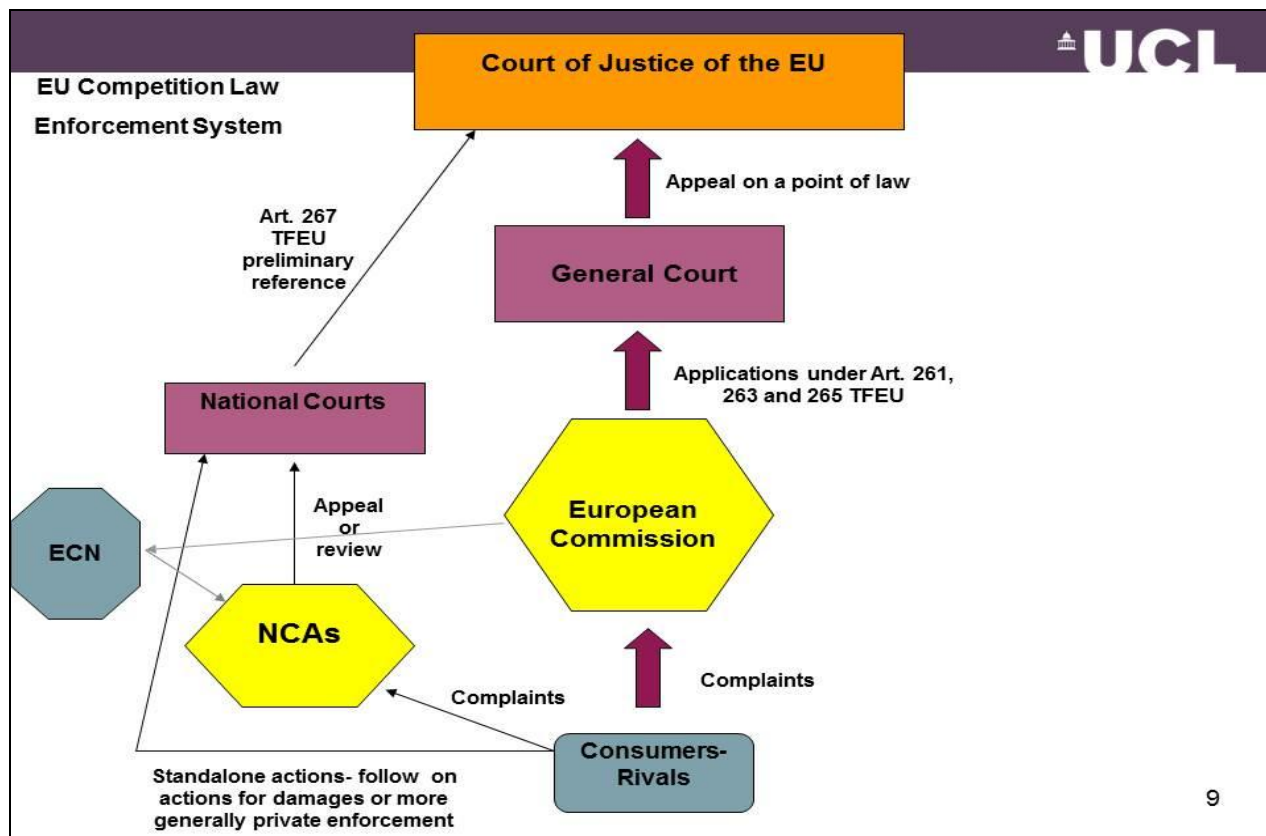 UCL
EU Competition Law
Enforcement System
Court of Justice of the EU
Appeal on a point of law
Art. 267
TFEU
preliminary
reference
General Court
Applications under Art. 261,
263 and 265 TFEU
National Courts
European
Commission
ECN
Appeal
or
review
NCAs
Complaints
Complaints
Consumers-
Rivals
Standalone actions- follow on
actions for damages or more
generally private enforcement
9